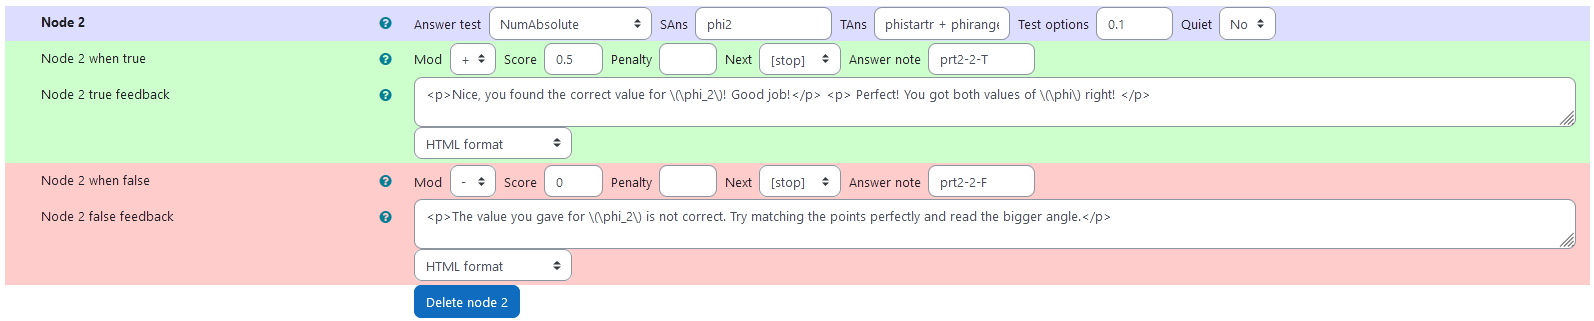 Node 2 Answer test NumAbsolute SAns phi2 TAns phistartr + phirange Test options 0.1 Quiet No
Node 2 when true Mod + Score 0.5 Penalty Next [stop] Answer note prt2-2-T
Node 2 true feedback <p>Nice, you found the correct value for \(\phi_2\)! Good job!</p> <p> Perfect! You got both values of \(\phi\) right! </p>
HTML format
Node 2 when false Mod - Score 0 Penalty Next [stop] Answer note prt2-2-F
Node 2 false feedback <p>The value you gave for \(\phi_2\) is not correct. Try matching the points perfectly and read the bigger angle.</p>
HTML format
Delete node 2